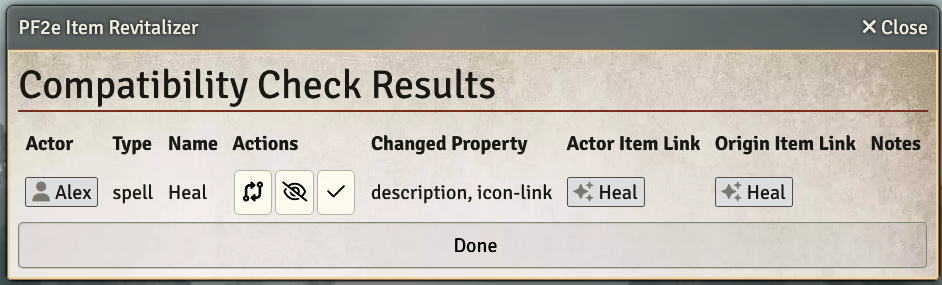 PF2e Item Revitalizer
Close
Compatibility Check Results
Actor Type Name Actions Changed Property Actor Item Link Origin Item Link Notes
Alex spell Heal description, icon-link Heal Heal
Done